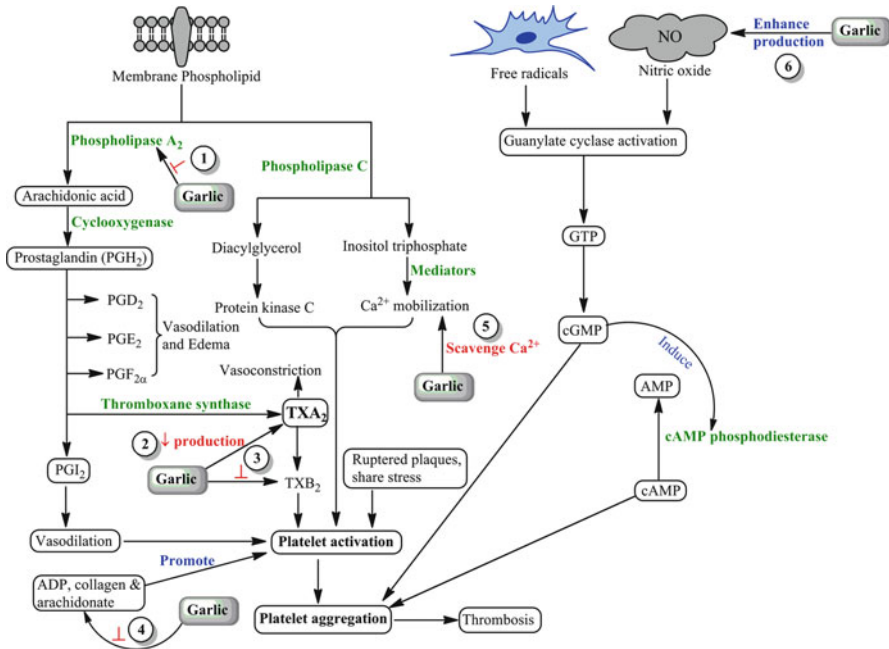 Membrane Phospholipid
Free radicals
NO
Nitric oxide
Enhance
production
6
Garlic
Guanylate cyclase activation
Phospholipase A₂
1
Garlic
Phospholipase C
Arachidonic acid
Cyclooxygenase
Prostaglandin (PGH₂)
Diacylglycerol
Inositol triphosphate
Mediators
GTP
PGD₂
PGE₂
PGF₂α
Vasodilation
and Edema
Protein kinase C
Ca²⁺ mobilization
5
Scavenge Ca²⁺
Garlic
cGMP
Induce
Vasoconstriction
Thromboxane synthase
TXA₂
AMP
cAMP phosphodiesterase
2
↓ production
3
Garlic
TXB₂
PGI₂
Ruptered plaques,
share stress
cAMP
Vasodilation
Platelet activation
Promote
ADP, collagen &
arachidonate
Garlic
4
Platelet aggregation
Thrombosis